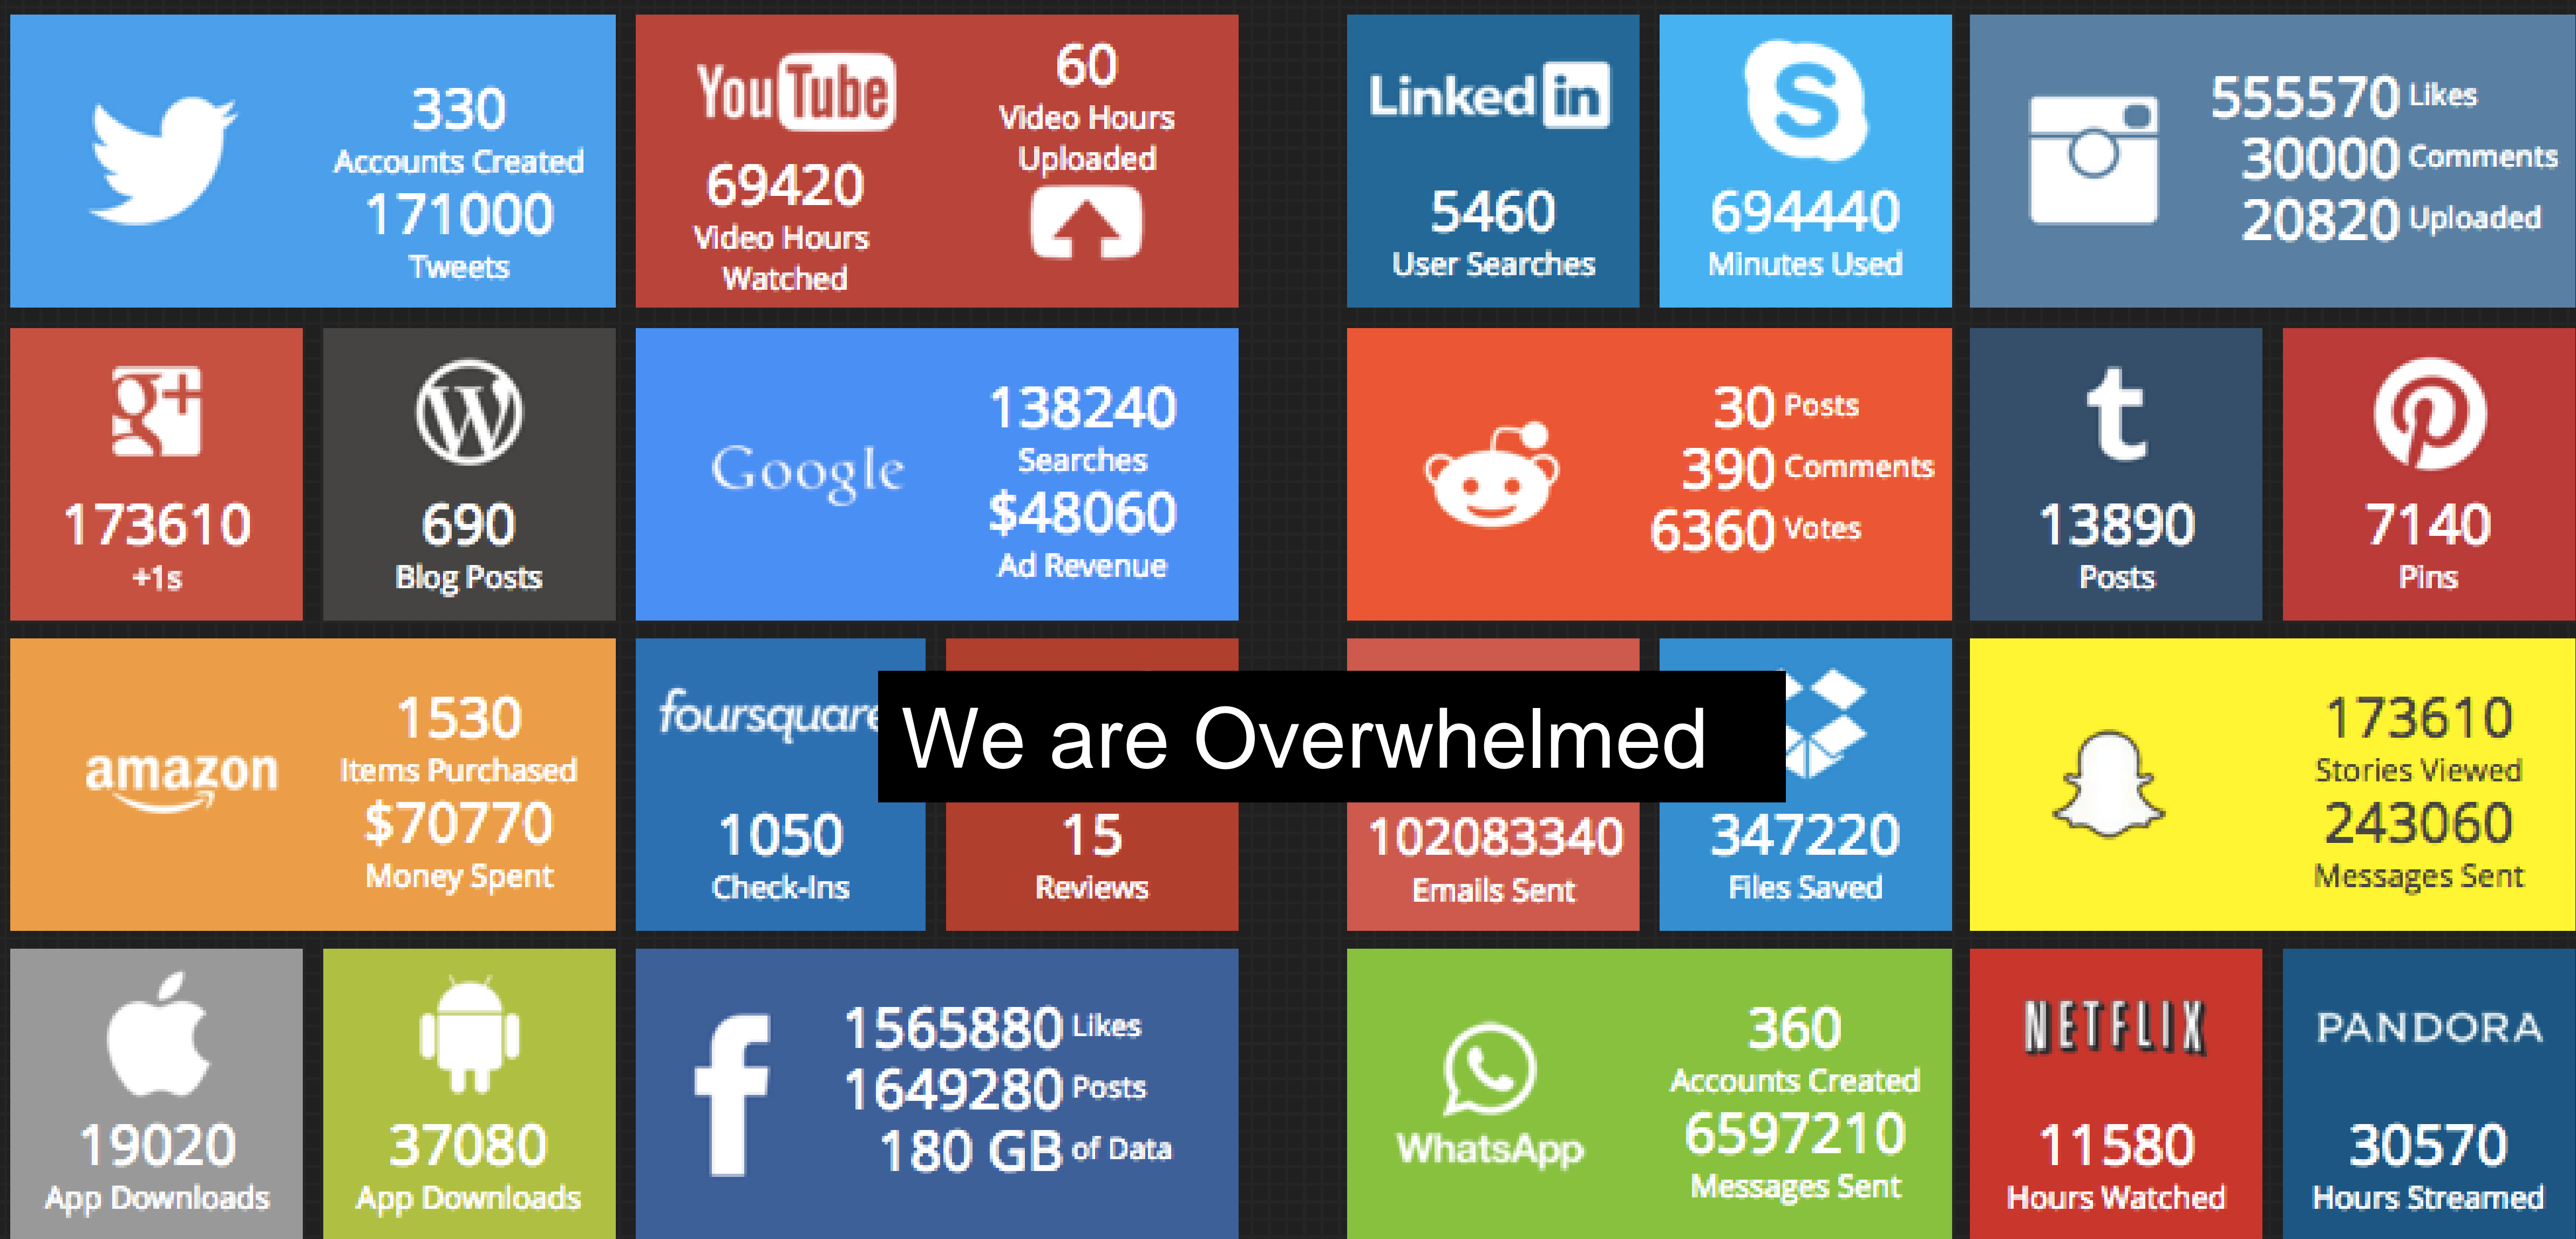 330
Accounts Created
171000
Tweets
YouTube
69420
Video Hours
Watched
60
Video Hours
Uploaded
Linked in
5460
User Searches
S
694440
Minutes Used
555570 Likes
30000 Comments
20820 Uploaded
g+
173610
+1s
W
690
Blog Posts
Google
138240
Searches
$48060
Ad Revenue
30 Posts
390 Comments
6360 Votes
t
13890
Posts
P
7140
Pins
amazon
1530
Items Purchased
$70770
Money Spent
foursquare
1050
Check-Ins
We are Overwhelmed
15
Reviews
102083340
Emails Sent
347220
Files Saved
173610
Stories Viewed
243060
Messages Sent
19020
App Downloads
37080
App Downloads
f
1565880 Likes
1649280 Posts
180 GB of Data
WhatsApp
360
Accounts Created
6597210
Messages Sent
NETFLIX
11580
Hours Watched
PANDORA
30570
Hours Streamed